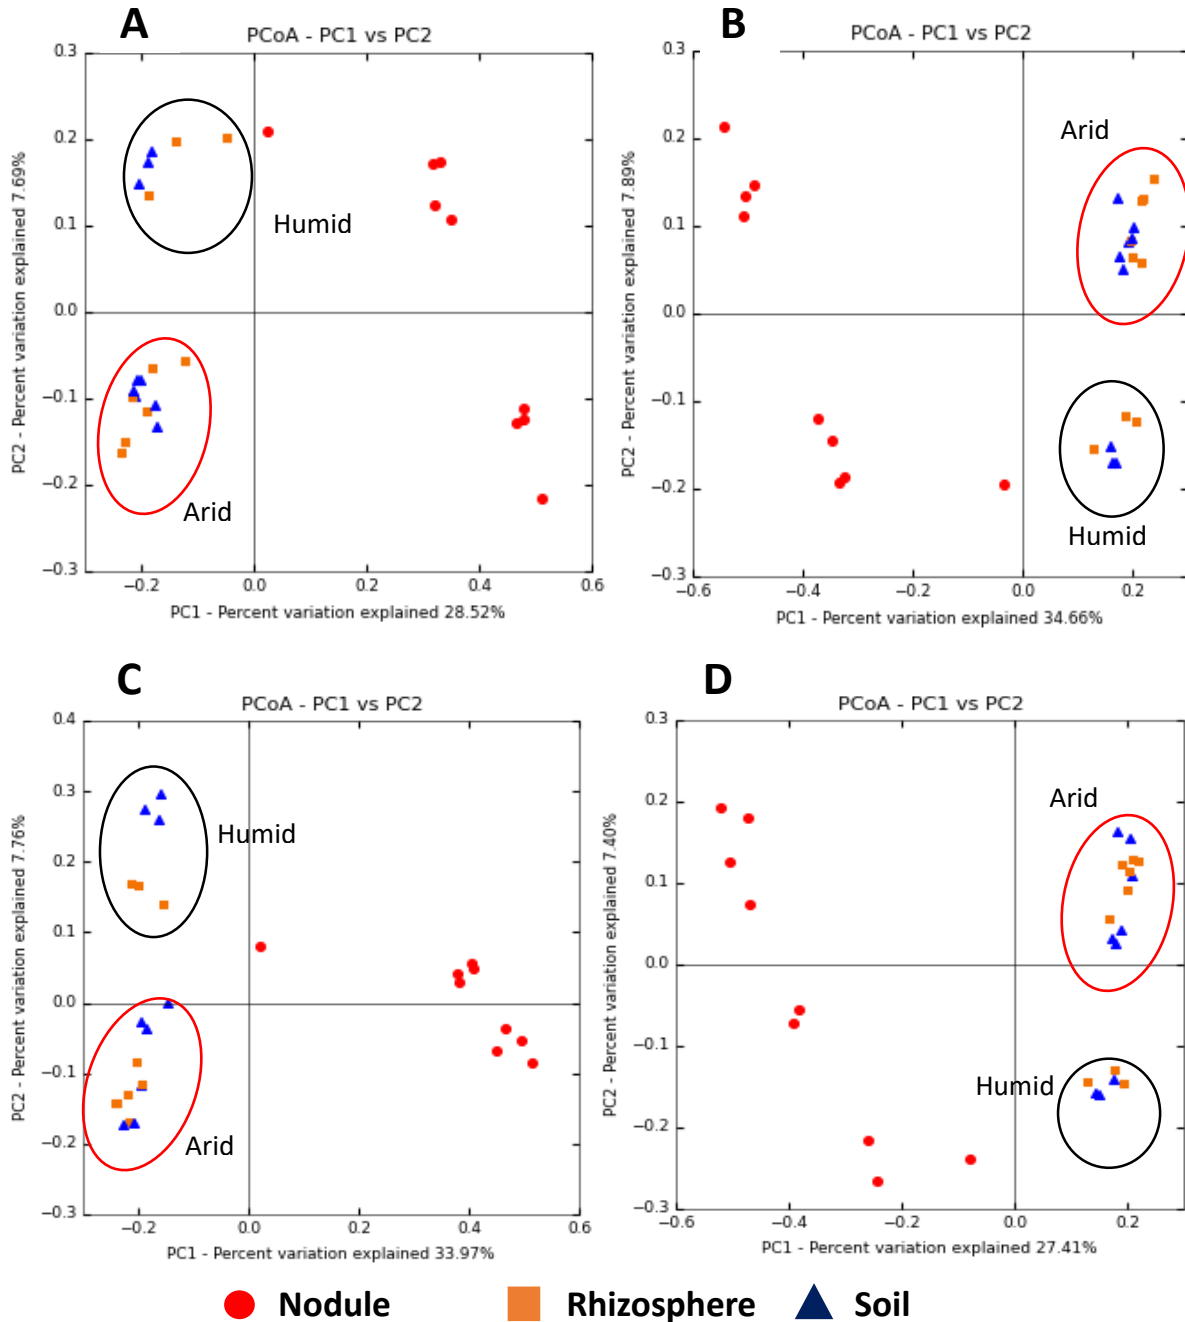 A
PCoA - PC1 vs PC2
0.3
0.2
0.1
0.0
−0.1
−0.2
−0.3
−0.2
0.0
0.2
0.4
0.6
PC2 - Percent variation explained 7.69%
PC1 - Percent variation explained 28.52%
Humid
Arid
B
PCoA - PC1 vs PC2
0.3
0.2
0.1
0.0
−0.1
−0.2
−0.3
−0.6
−0.4
−0.2
0.0
0.2
PC2 - Percent variation explained 7.89%
PC1 - Percent variation explained 34.66%
Arid
Humid
C
PCoA - PC1 vs PC2
0.4
0.3
0.2
0.1
0.0
−0.1
−0.2
−0.3
−0.2
0.0
0.2
0.4
0.6
PC2 - Percent variation explained 7.76%
PC1 - Percent variation explained 33.97%
Humid
Arid
D
PCoA - PC1 vs PC2
0.3
0.2
0.1
0.0
−0.1
−0.2
−0.3
−0.6
−0.4
−0.2
0.0
0.2
PC2 - Percent variation explained 7.40%
PC1 - Percent variation explained 27.41%
Arid
Humid
Nodule
Rhizosphere
Soil